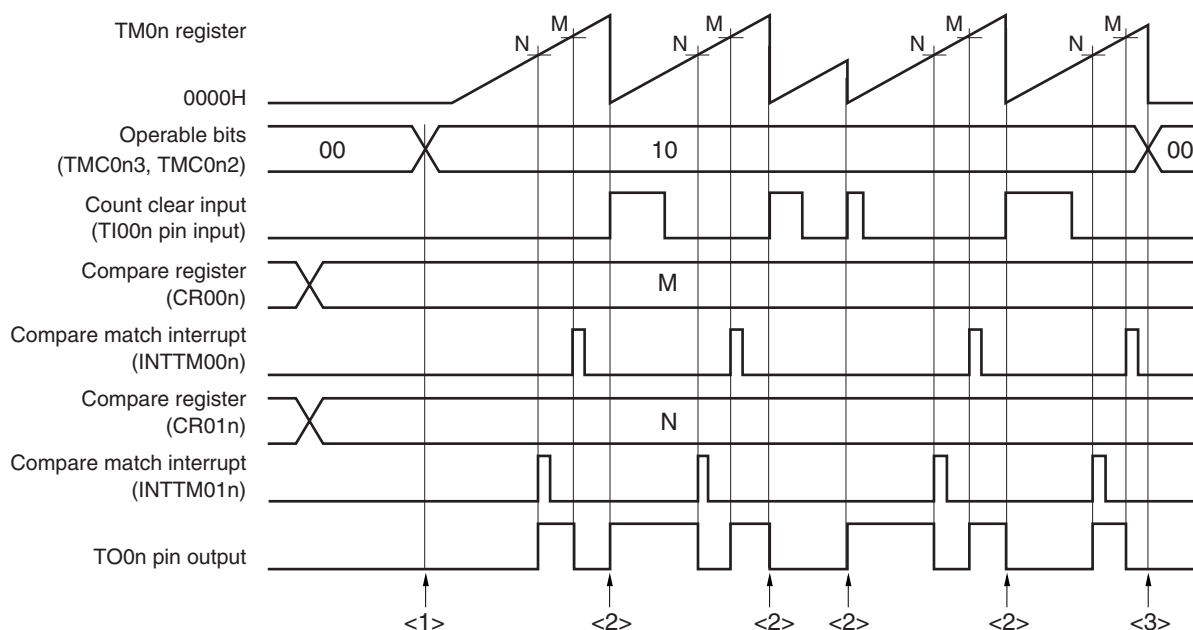 TM0n register
N M N M N M N M
0000H
Operable bits
(TMC0n3, TMC0n2)
00 10 00
Count clear input
(TI00n pin input)
Compare register
(CR00n)
M
Compare match interrupt
(INTTM00n)
Compare register
(CR01n)
N
Compare match interrupt
(INTTM01n)
TO0n pin output
<1> <2> <2> <2> <2> <3>